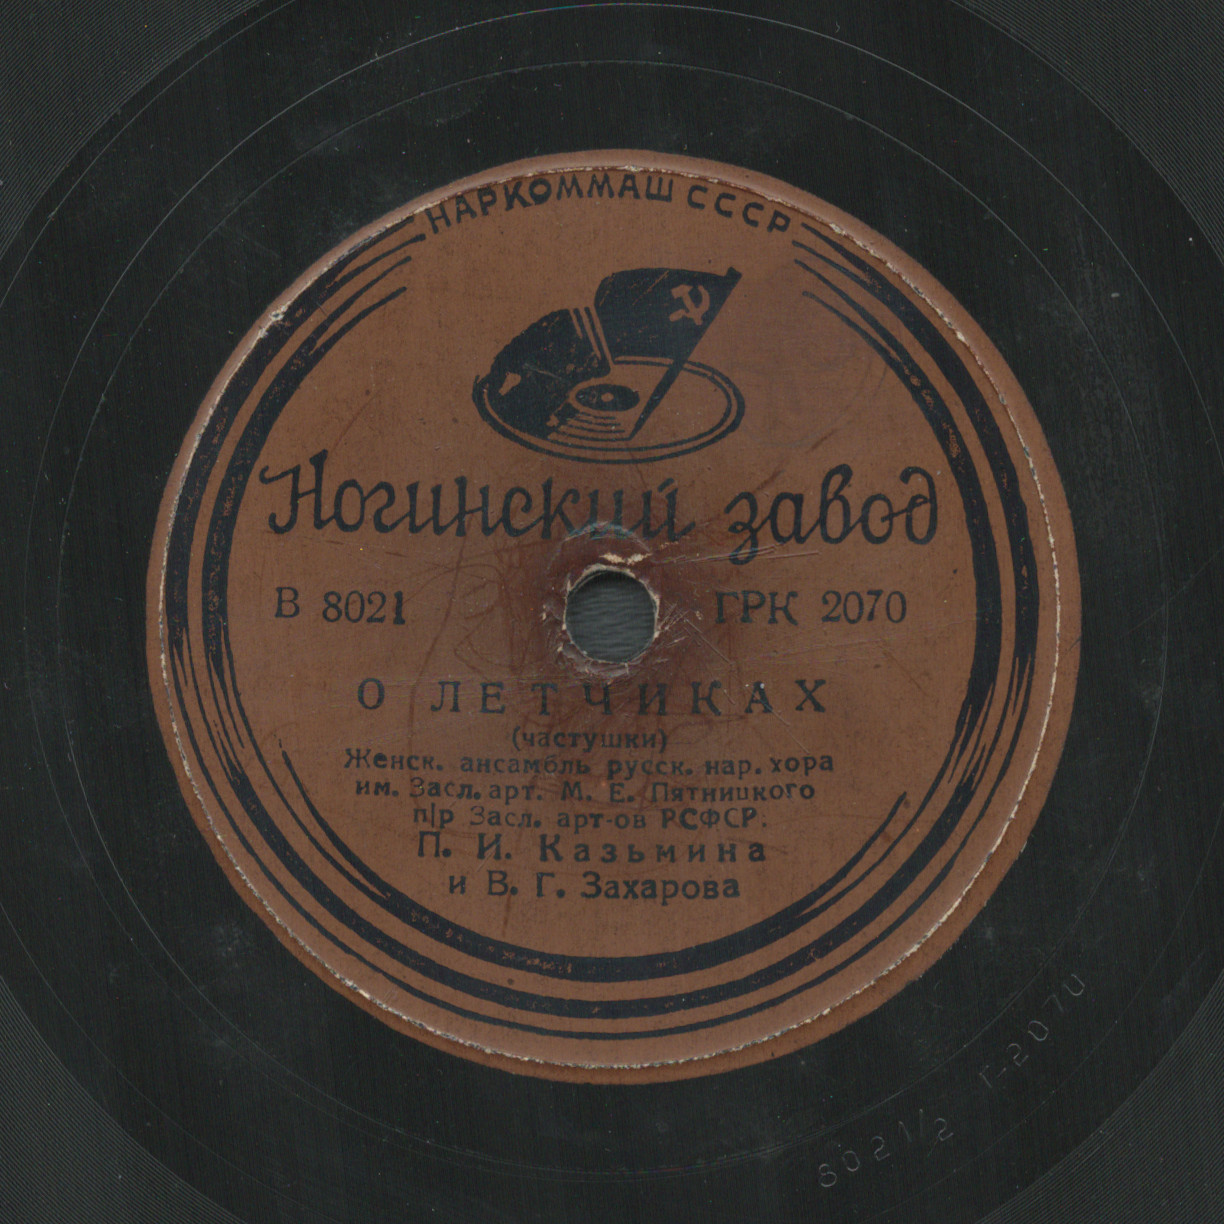 НАРКОММАШ СССР
Ногинский завод
В 8021 ГРК 2070
О ЛЕТЧИКАХ
(частушки)
Женск. ансамбль русск. нар. хора
им. Засл. арт. М. Е. Пятницкого
п/р Засл. арт-ов РСФСР:
П. И. Казьмина
и В. Г. Захарова
8021/2 Г-2070